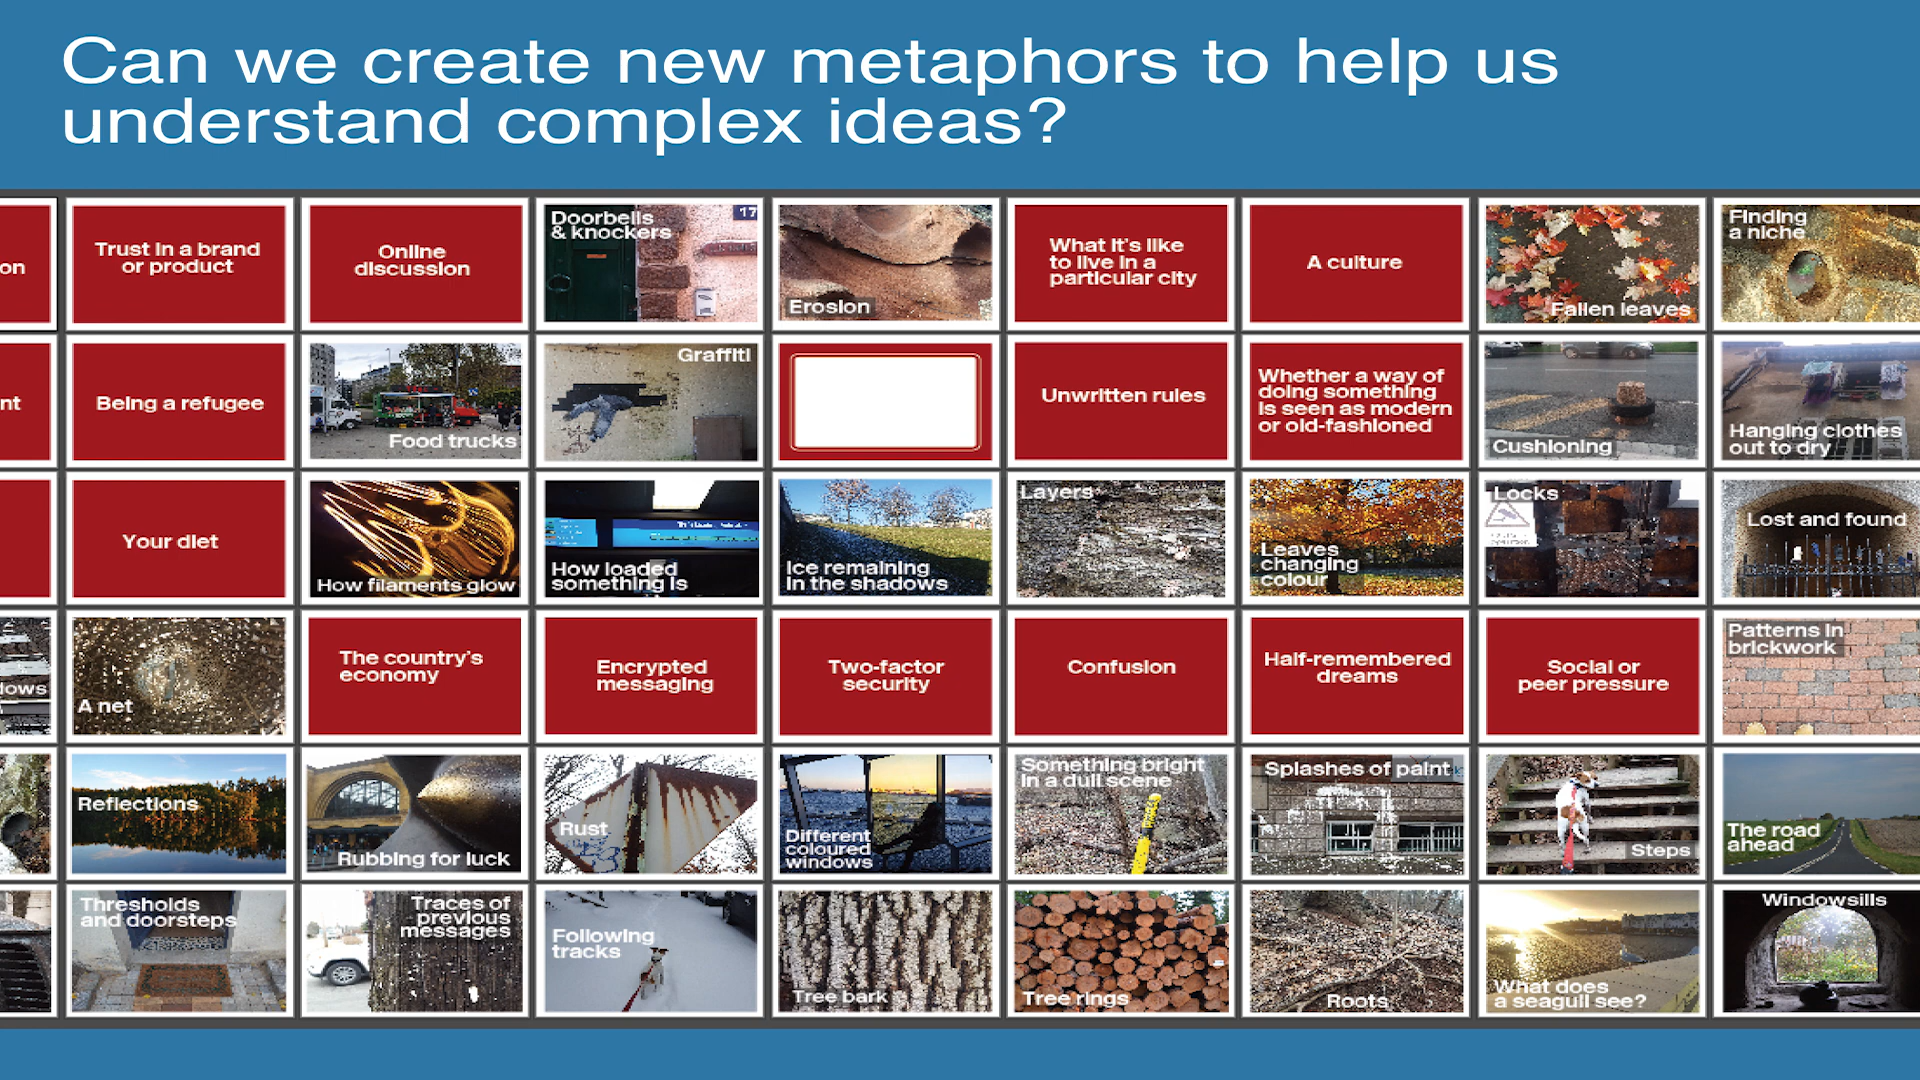 Can we create new metaphors to help us
understand complex ideas?
on
Trust in a brand
or product
Online
discussion
Doorbells
& knockers
17
Erosion
What it's like
to live in a
particular city
A culture
Fallen leaves
Finding
a niche
nt
Being a refugee
Food trucks
Graffiti
Unwritten rules
Whether a way of
doing something
is seen as modern
or old-fashioned
Cushioning
Hanging clothes
out to dry
Your diet
How filaments glow
How loaded
something is
Ice remaining
in the shadows
Layers
Leaves
changing
colour
Locks
Lost and found
dows
A net
The country's
economy
Encrypted
messaging
Two-factor
security
Confusion
Half-remembered
dreams
Social or
peer pressure
Patterns in
brickwork
Reflections
Rubbing for luck
Rust
Different
coloured
windows
Something bright
in a dull scene
Splashes of paint
Steps
The road
ahead
Thresholds
and doorsteps
Traces of
previous
messages
Following
tracks
Tree bark
Tree rings
Roots
What does
a seagull see?
Windowsills